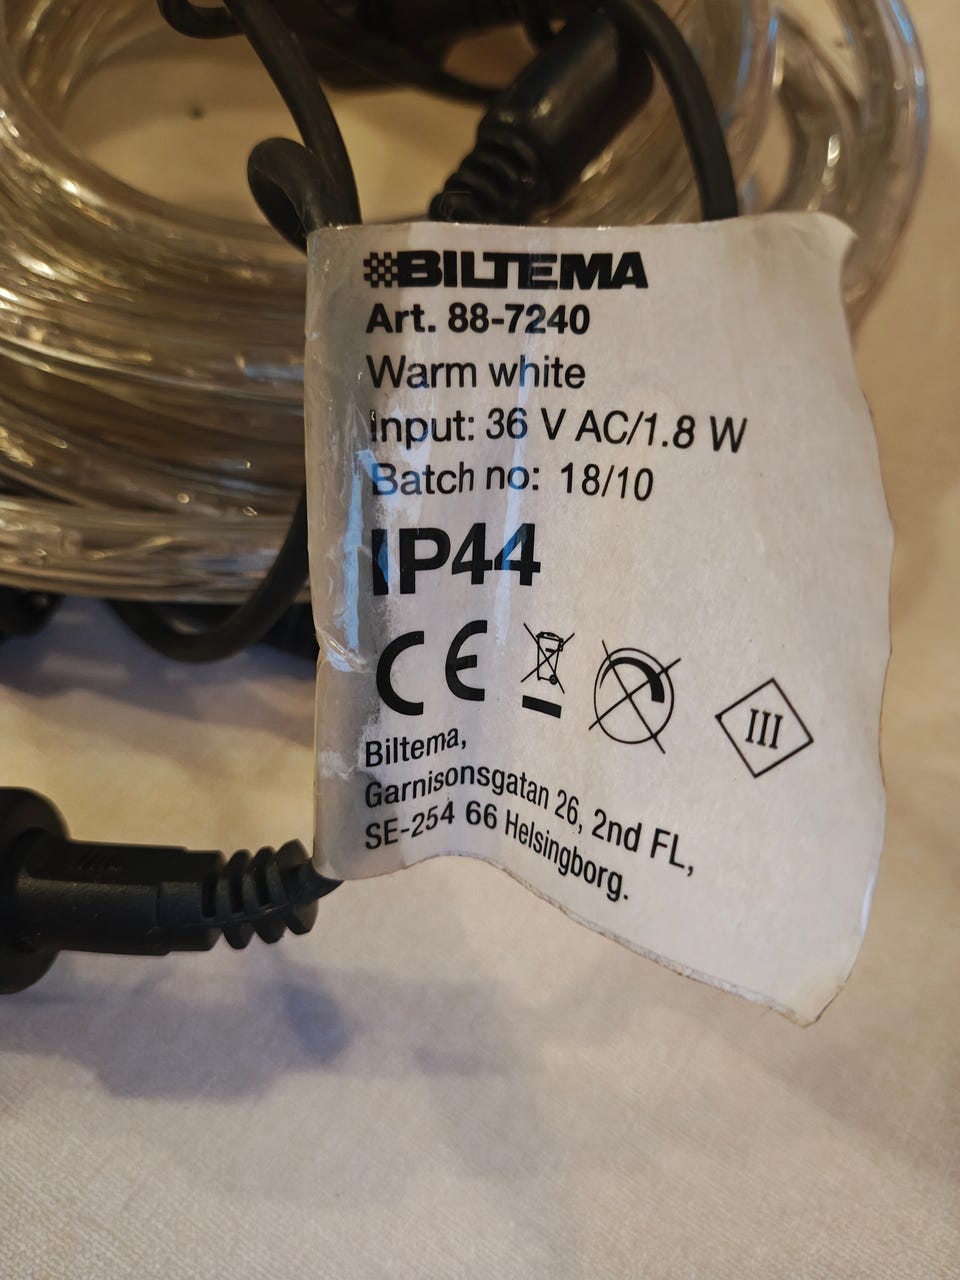 BILTEMA
Art. 88-7240
Warm white
Input: 36 V AC/1.8 W
Batch no: 18/10
IP44
CE
III
Biltema,
Garnisonsgatan 26, 2nd FL,
SE-254 66 Helsingborg.